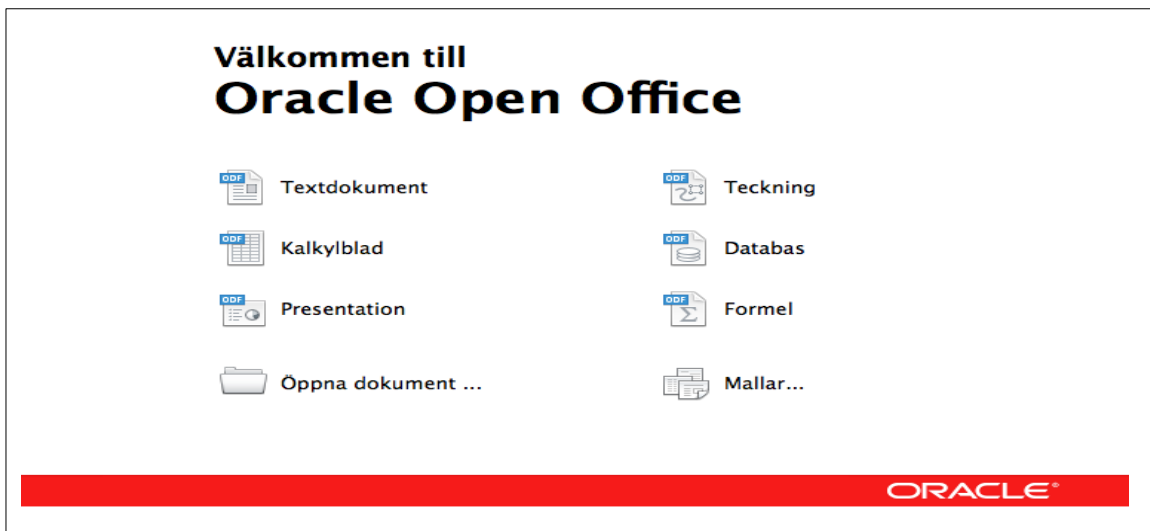 Välkommen till
Oracle Open Office
ODF Textdokument
ODF Teckning
ODF Kalkylblad
ODF Databas
ODF Presentation
ODF Formel
Öppna dokument ...
Mallar...
ORACLE®